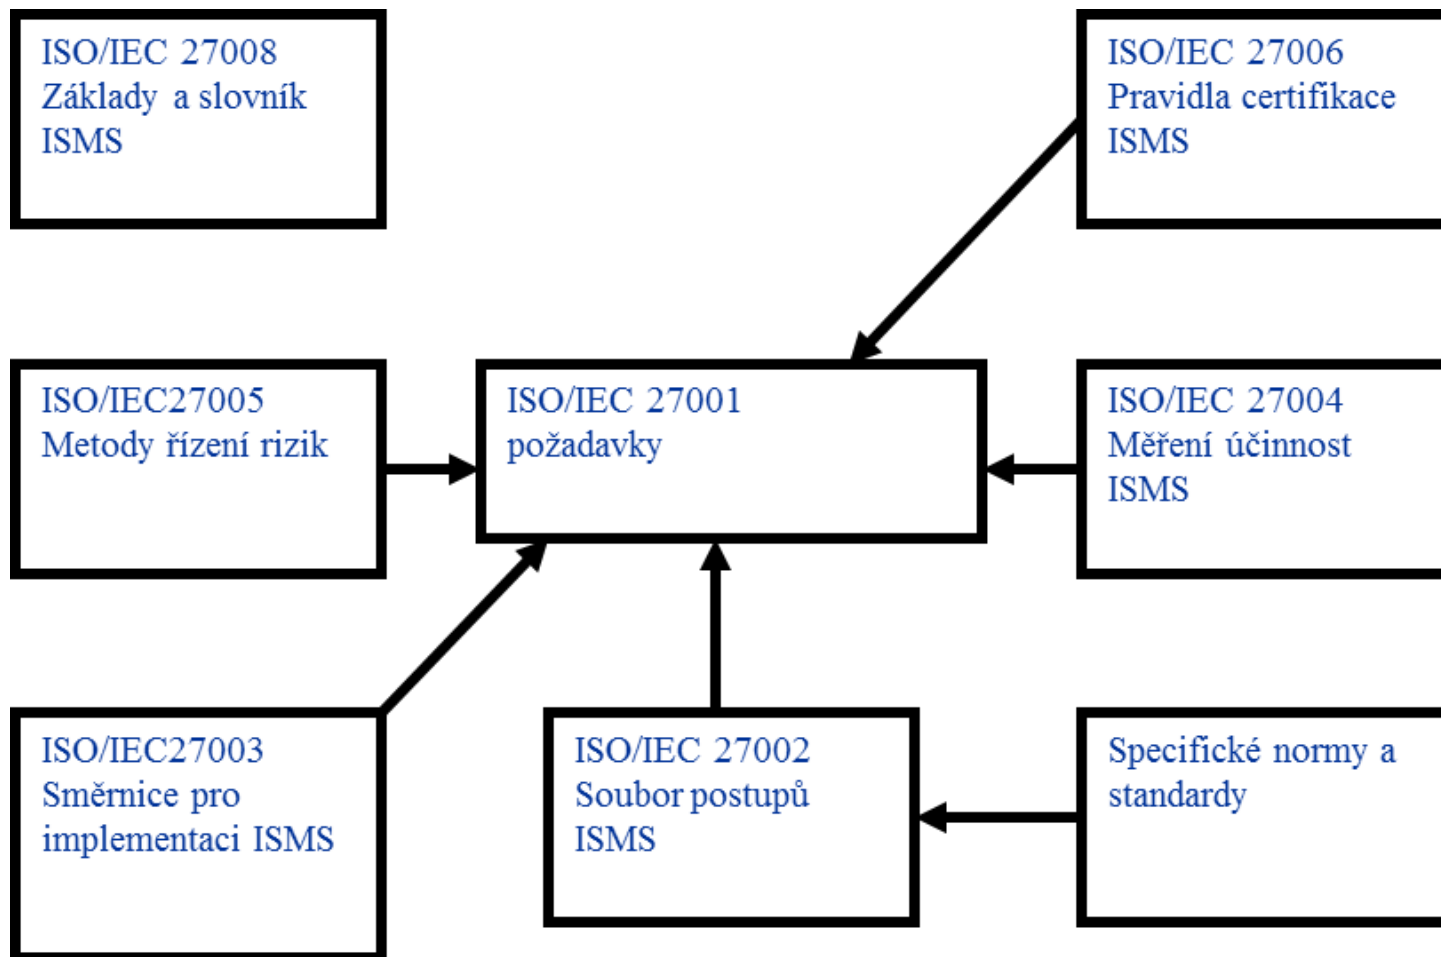 ISO/IEC 27008
Základy a slovník
ISMS
ISO/IEC 27006
Pravidla certifikace
ISMS
ISO/IEC27005
Metody řízení rizik
ISO/IEC 27001
požadavky
ISO/IEC 27004
Měření účinnost
ISMS
ISO/IEC27003
Směrnice pro
implementaci ISMS
ISO/IEC 27002
Soubor postupů
ISMS
Specifické normy a
standardy